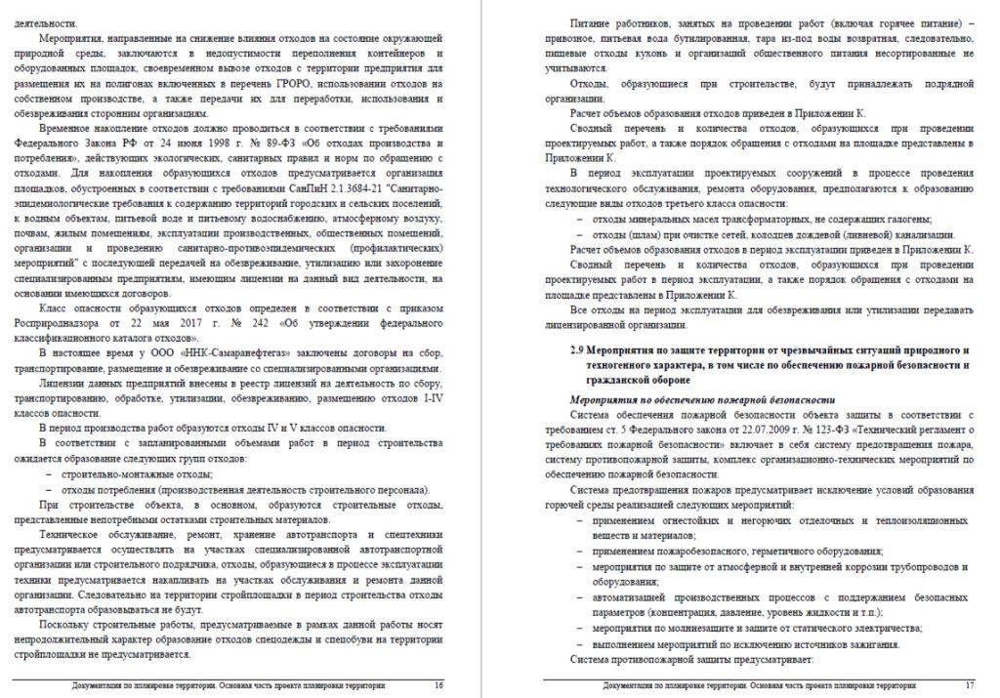 деятельности.
Мероприятия, направленные на снижение влияния отходов на состояние окружающей
природной среды, заключаются в недопустимости переполнения контейнеров и
оборудованных площадок, своевременном вывозе отходов с территории предприятия для
размещения их на полигонах включенных в перечень ГРОРО, использовании отходов на
собственном производстве, а также передачи их для переработки, использования и
обезвреживания сторонним организациям.
Временное накопление отходов должно проводиться в соответствии с требованиями
Федерального Закона РФ от 24 июня 1998 г. № 89-ФЗ «Об отходах производства и
потребления», действующих экологических, санитарных правил и норм по обращению с
отходами. Для накопления образующихся отходов предусматривается организация
площадок, обустроенных в соответствии с требованиями СанПиН 2.1.3684-21 "Санитарно-
эпидемиологические требования к содержанию территорий городских и сельских поселений,
к водным объектам, питьевой воде и питьевому водоснабжению, атмосферному воздуху,
почвам, жилым помещениям, эксплуатации производственных, общественных помещений,
организации и проведению санитарно-противоэпидемических (профилактических)
мероприятий" с последующей передачей на обезвреживание, утилизацию или захоронение
специализированным предприятиям, имеющим лицензии на данный вид деятельности, на
основании имеющихся договоров.
Класс опасности образующихся отходов определен в соответствии с приказом
Росприроднадзора от 22 мая 2017 г. № 242 «Об утверждении федерального
классификационного каталога отходов».
В настоящее время у ООО «ННК-Самаранефтегаз» заключены договоры на сбор,
транспортирование, размещение и обезвреживание со специализированными организациями.
Лицензии данных предприятий внесены в реестр лицензий на деятельность по сбору,
транспортированию, обработке, утилизации, обезвреживанию, размещению отходов I-IV
классов опасности.
В период производства работ образуются отходы IV и V классов опасности.
В соответствии с запланированными объемами работ в период строительства
ожидается образование следующих групп отходов:
– строительно-монтажные отходы;
– отходы потребления (производственная деятельность строительного персонала).
При строительстве объекта, в основном, образуются строительные отходы,
представленные непотребными остатками строительных материалов.
Техническое обслуживание, ремонт, хранение автотранспорта и спецтехники
предусматривается осуществлять на участках специализированной автотранспортной
организации или строительного подрядчика, отходы, образующиеся в процессе эксплуатации
техники предусматривается накапливать на участках обслуживания и ремонта данной
организации. Следовательно на территории стройплощадки в период строительства отходы
автотранспорта образовываться не будут.
Поскольку строительные работы, предусматриваемые в рамках данной работы носят
непродолжительный характер образование отходов спецодежды и спецобуви на территории
стройплощадки не предусматривается.
Документация по планировке территории. Основная часть проекта планировки территории 16
Питание работников, занятых на проведении работ (включая горячее питание) –
привозное, питьевая вода бутилированная, тара из-под воды возвратная, следовательно,
пищевые отходы кухонь и организаций общественного питания несортированные не
учитываются.
Отходы, образующиеся при строительстве, будут принадлежать подрядной
организации.
Расчет объемов образования отходов приведен в Приложении К.
Сводный перечень и количества отходов, образующихся при проведении
проектируемых работ, а также порядок обращения с отходами на площадке представлены в
Приложении К.
В период эксплуатации проектируемых сооружений в процессе проведения
технологического обслуживания, ремонта оборудования, предполагаются к образованию
следующие виды отходов третьего класса опасности:
– отходы минеральных масел трансформаторных, не содержащих галогены;
– отходы (шлам) при очистке сетей, колодцев дождевой (ливневой) канализации.
Расчет объемов образования отходов в период эксплуатации приведен в Приложении К.
Сводный перечень и количества отходов, образующихся при проведении
проектируемых работ в период эксплуатации, а также порядок обращения с отходами на
площадке представлены в Приложении К.
Все отходы на период эксплуатации для обезвреживания или утилизации передавать
лицензированной организации.
2.9 Мероприятия по защите территории от чрезвычайных ситуаций природного и
техногенного характера, в том числе по обеспечению пожарной безопасности и
гражданской обороне
Мероприятия по обеспечению пожарной безопасности
Система обеспечения пожарной безопасности объекта защиты в соответствии с
требованием ст. 5 Федерального закона от 22.07.2009 г. № 123-ФЗ «Технический регламент о
требованиях пожарной безопасности» включает в себя систему предотвращения пожара,
систему противопожарной защиты, комплекс организационно-технических мероприятий по
обеспечению пожарной безопасности.
Система предотвращения пожаров предусматривает исключение условий образования
горючей среды реализацией следующих мероприятий:
– применением огнестойких и негорючих отделочных и теплоизоляционных
веществ и материалов;
– применением пожаробезопасного, герметичного оборудования;
– мероприятия по защите от атмосферной и внутренней коррозии трубопроводов и
оборудования;
– автоматизацией производственных процессов с поддержанием безопасных
параметров (концентрация, давление, уровень жидкости и т.п.);
– мероприятия по молниезащите и защите от статического электричества;
– выполнением мероприятий по исключению источников зажигания.
Система противопожарной защиты предусматривает:
Документация по планировке территории. Основная часть проекта планировки территории 17